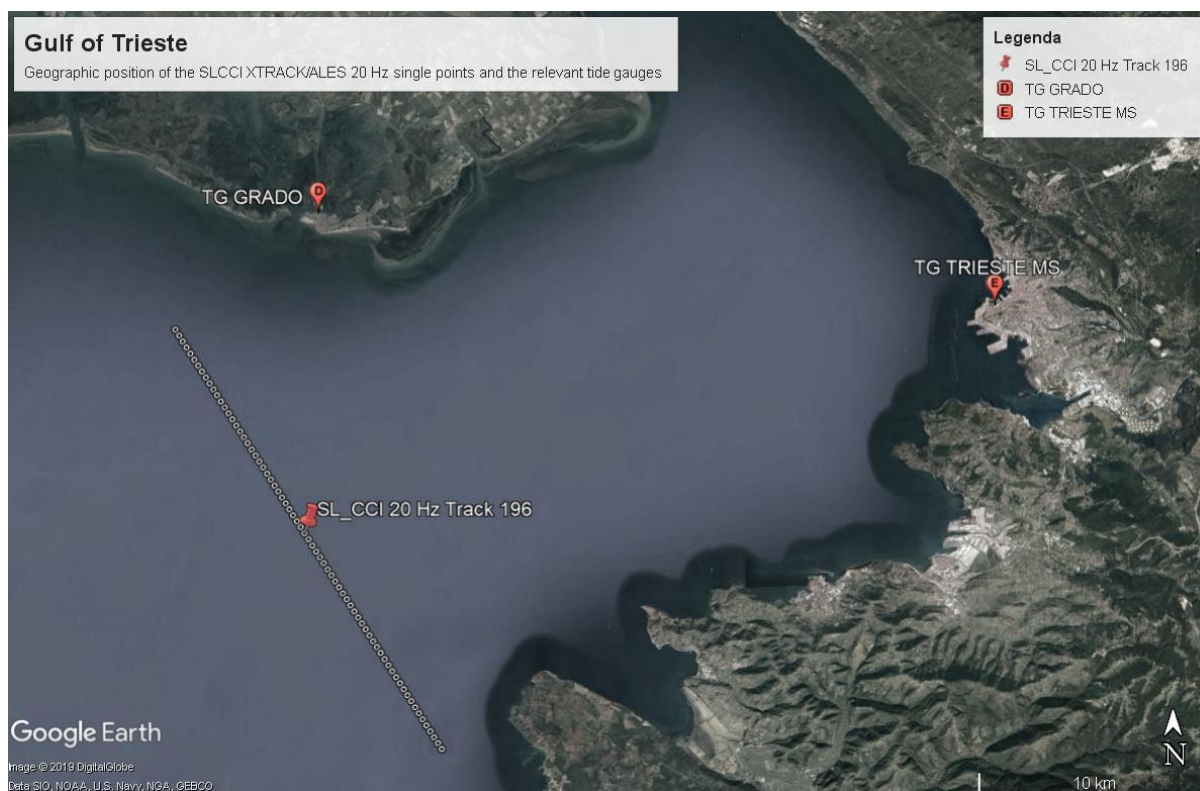 Gulf of Trieste
Geographic position of the SLCCI XTRACK/ALES 20 Hz single points and the relevant tide gauges
Legenda
SL_CCI 20 Hz Track 196
D TG GRADO
E TG TRIESTE MS
TG GRADO
D
TG TRIESTE MS
E
SL_CCI 20 Hz Track 196
Google Earth
Image © 2019 DigitalGlobe
Data SIO, NOAA, U.S. Navy, NGA, GEBCO
N
10 km